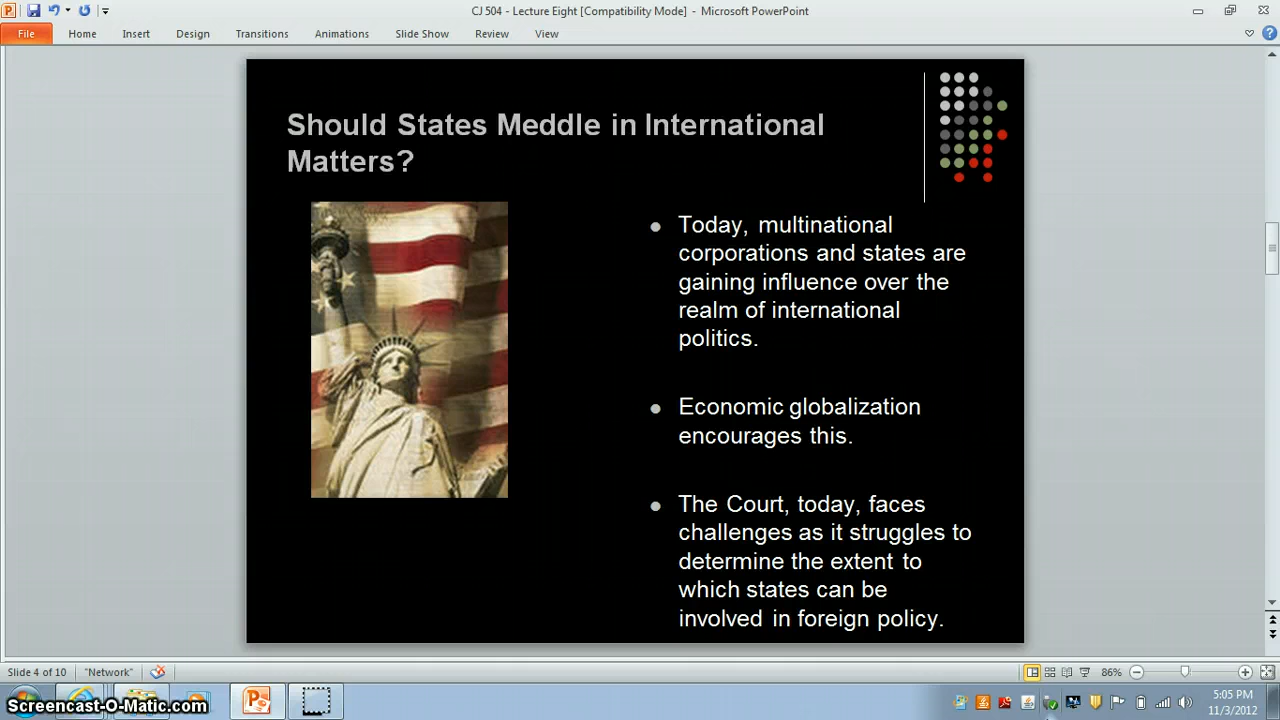 CJ 504 - Lecture Eight [Compatibility Mode] - Microsoft PowerPoint
File Home Insert Design Transitions Animations Slide Show Review View
Should States Meddle in International
Matters?
● Today, multinational
corporations and states are
gaining influence over the
realm of international
politics.
● Economic globalization
encourages this.
● The Court, today, faces
challenges as it struggles to
determine the extent to
which states can be
involved in foreign policy.
Slide 4 of 10 "Network" 86%
Screencast-O-Matic.com
5:05 PM
11/3/2012